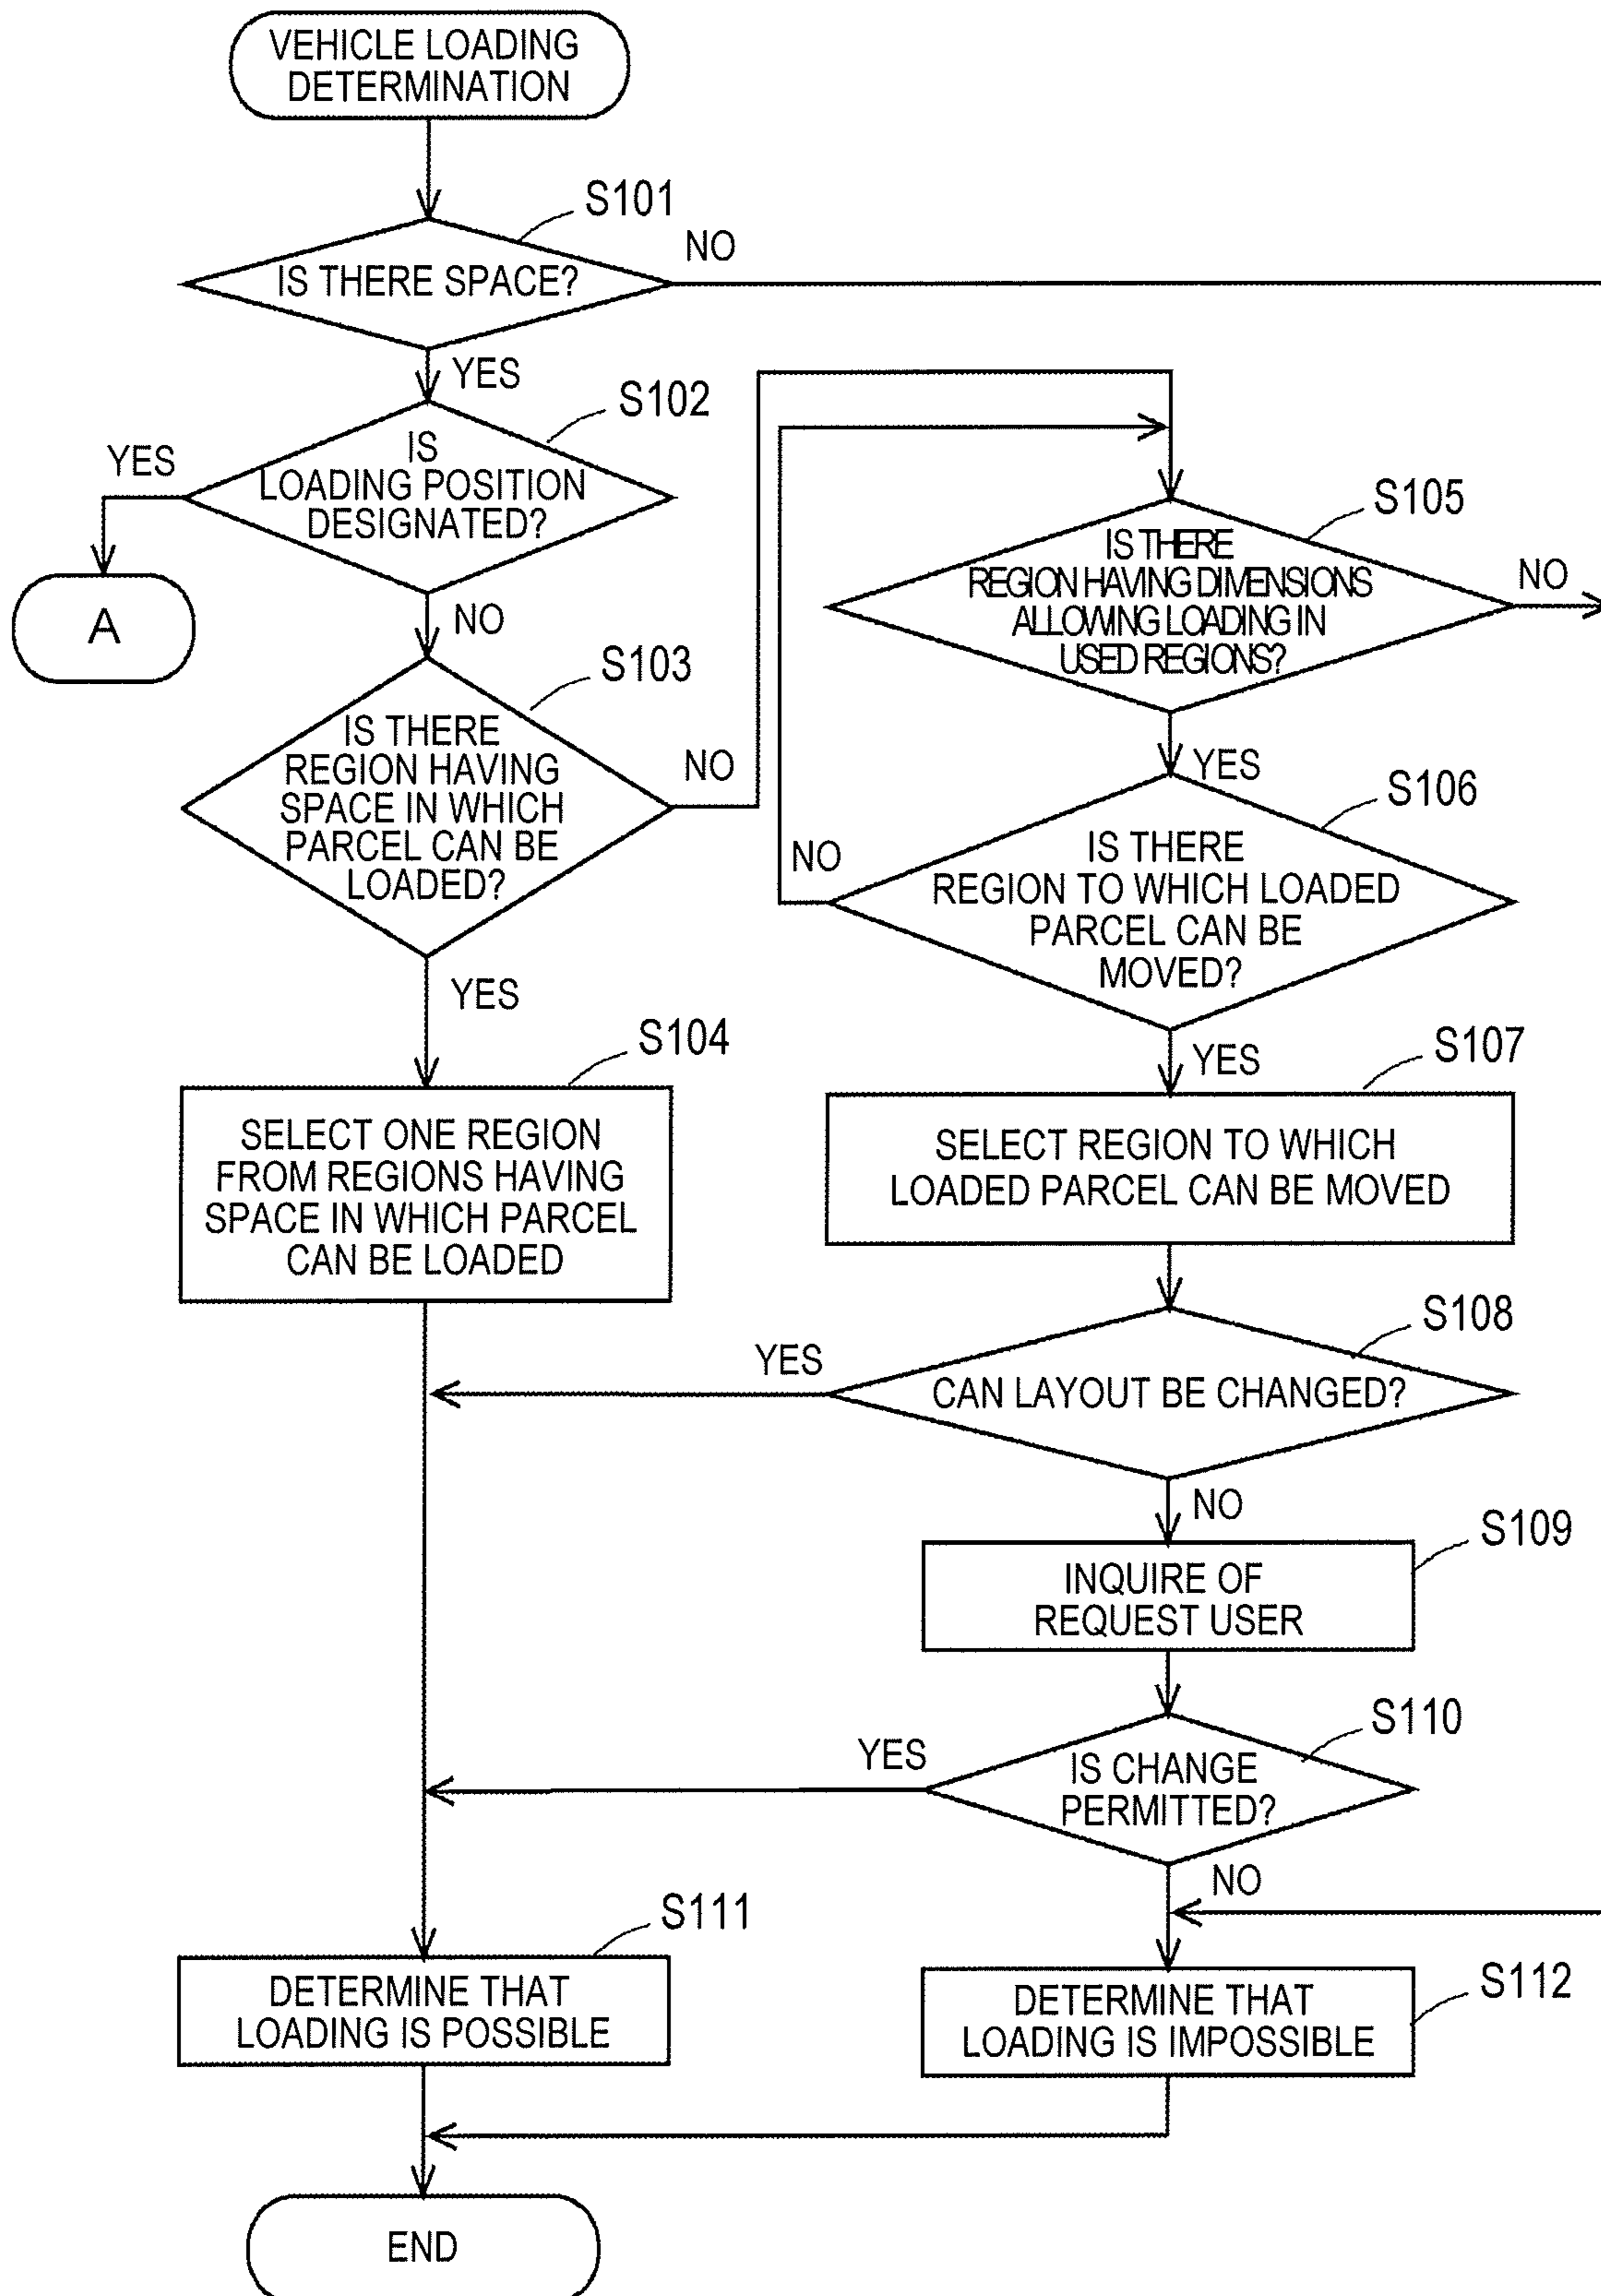 VEHICLE LOADING
DETERMINATION
S101
IS THERE SPACE?
NO
YES
S102
IS
LOADING POSITION
DESIGNATED?
YES
A
NO
S103
IS THERE
REGION HAVING
SPACE IN WHICH
PARCEL CAN BE
LOADED?
NO
YES
S104
SELECT ONE REGION
FROM REGIONS HAVING
SPACE IN WHICH PARCEL
CAN BE LOADED
S105
IS THERE
REGION HAVING DIMENSIONS
ALLOWING LOADING IN
USED REGIONS?
NO
YES
S106
IS THERE
REGION TO WHICH LOADED
PARCEL CAN BE
MOVED?
NO
YES
S107
SELECT REGION TO WHICH
LOADED PARCEL CAN BE MOVED
S108
CAN LAYOUT BE CHANGED?
YES
NO
S109
INQUIRE OF
REQUEST USER
S110
IS CHANGE
PERMITTED?
YES
NO
S111
DETERMINE THAT
LOADING IS POSSIBLE
S112
DETERMINE THAT
LOADING IS IMPOSSIBLE
END